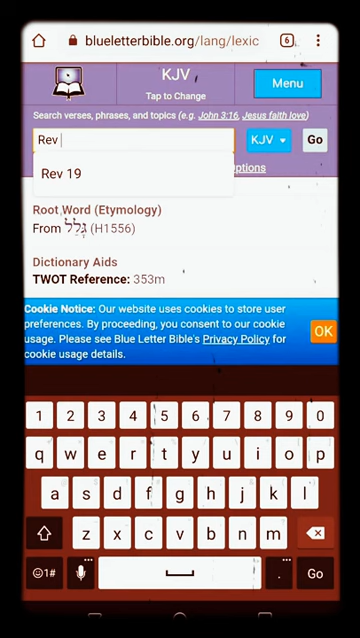 blueletterbible.org/lang/lexic
6
KJV
Tap to Change
Menu
Search verses, phrases, and topics (e.g. John 3:16, Jesus faith love)
Rev
KJV
Go
Rev 19
Options
Root Word (Etymology)
From גָּלַל (H1556)
Dictionary Aids
TWOT Reference: 353m
Cookie Notice: Our website uses cookies to store user
preferences. By proceeding, you consent to our cookie
usage. Please see Blue Letter Bible's Privacy Policy for
cookie usage details.
OK
1 2 3 4 5 6 7 8 9 0
q w e r t y u i o p
a s d f g h j k l
z x c v b n m
1# . Go